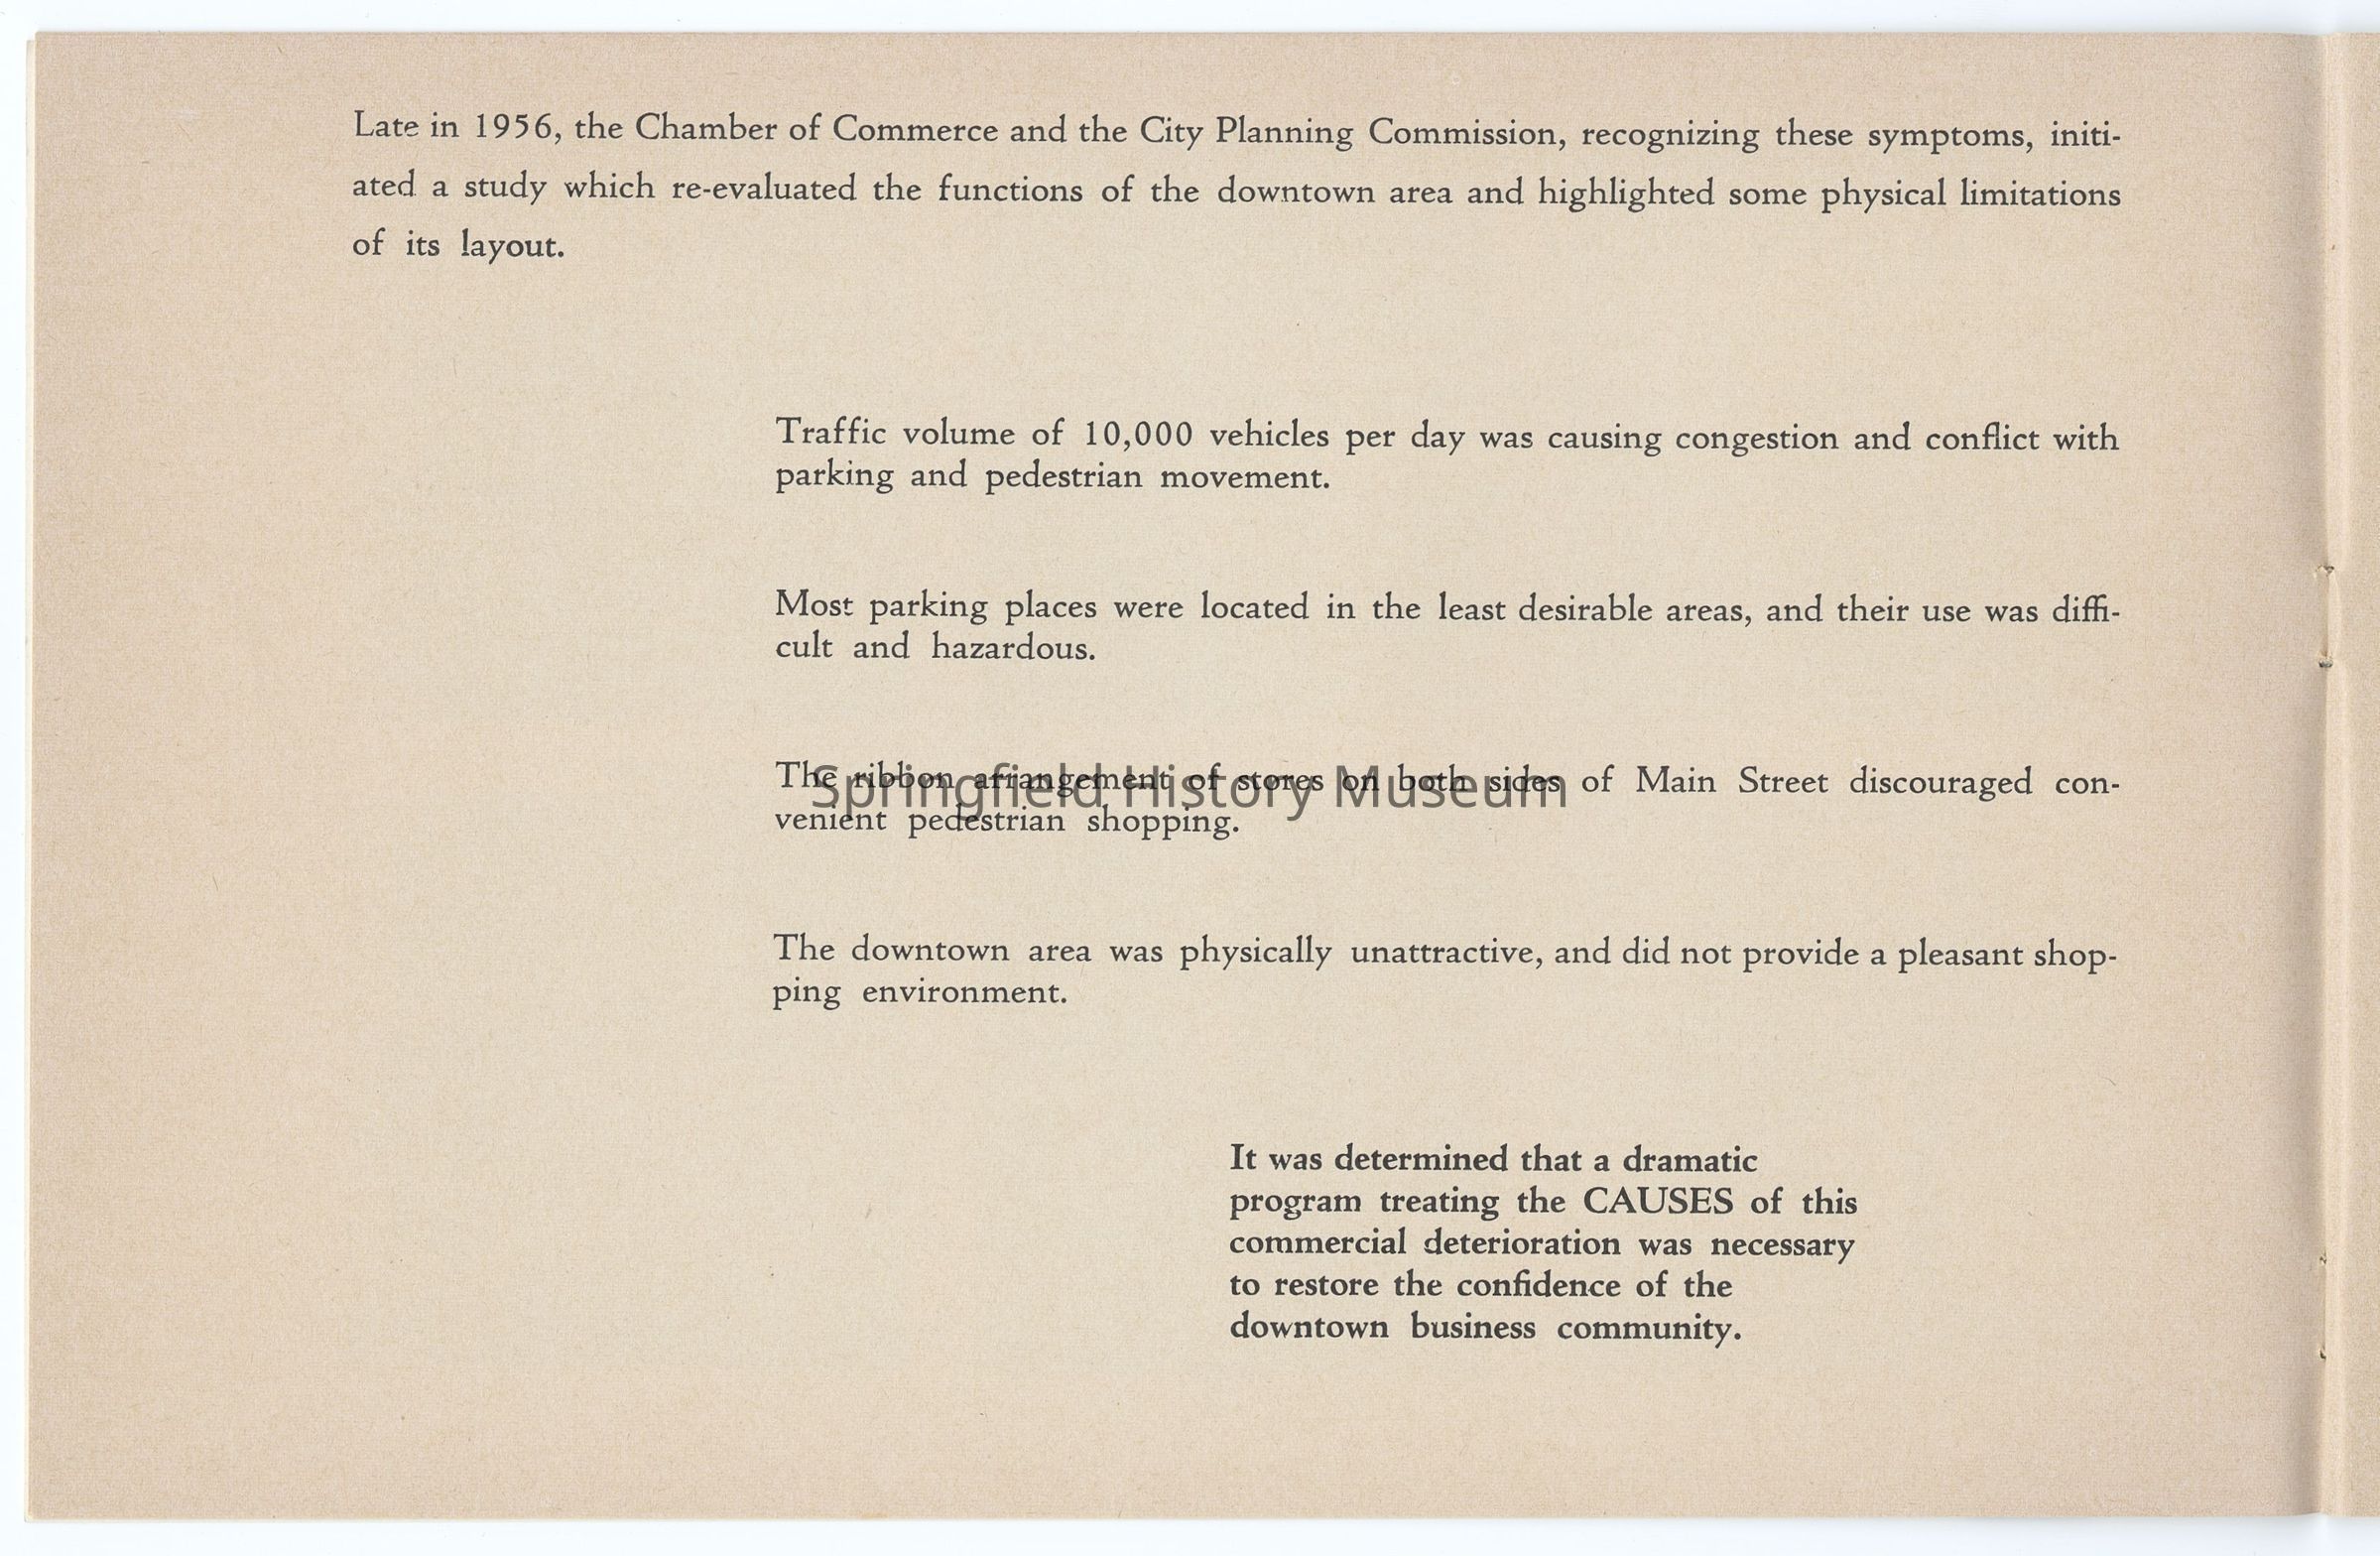 Late in 1956, the Chamber of Commerce and the City Planning Commission, recognizing these symptoms, initi-
ated a study which re-evaluated the functions of the downtown area and highlighted some physical limitations
of its layout.
Traffic volume of 10,000 vehicles per day was causing congestion and conflict with
parking and pedestrian movement.
Most parking places were located in the least desirable areas, and their use was diffi-
cult and hazardous.
The ribbon arrangement of stores on both sides of Main Street discouraged con-
venient pedestrian shopping.
Springfield History Museum
The downtown area was physically unattractive, and did not provide a pleasant shop-
ping environment.
It was determined that a dramatic
program treating the CAUSES of this
commercial deterioration was necessary
to restore the confidence of the
downtown business community.